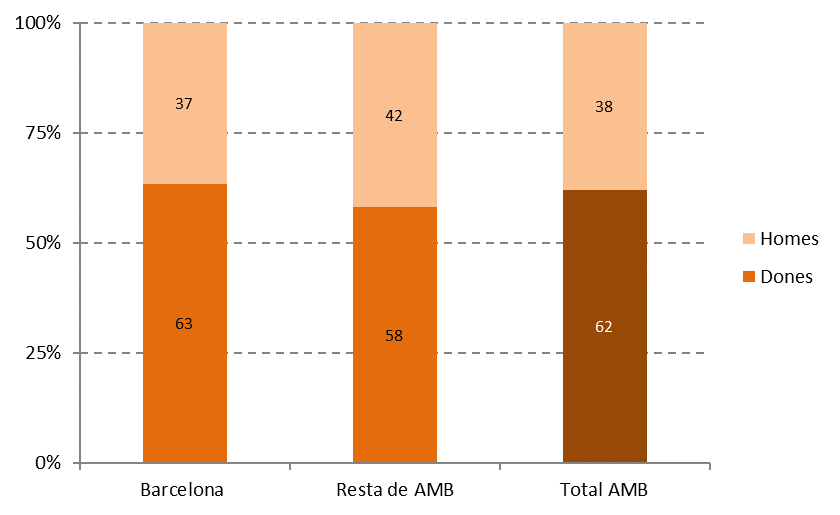 100%
75%
50%
25%
0%
37
42
38
63
58
62
Barcelona
Resta de AMB
Total AMB
Homes
Dones